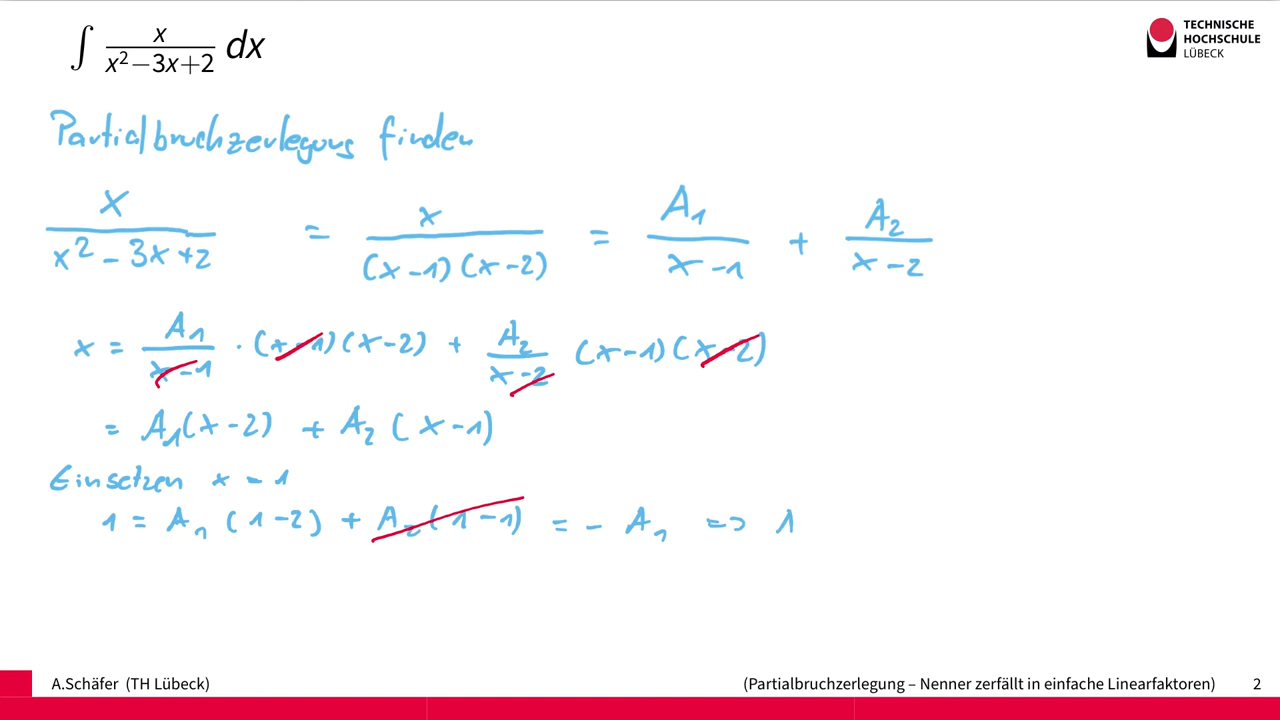 ∫ x / (x² − 3x + 2) dx
TECHNISCHE
HOCHSCHULE
LÜBECK
Partialbruchzerlegung finden
x / (x² − 3x + 2) = x / ((x − 1)(x − 2)) = A₁ / (x − 1) + A₂ / (x − 2)
x = A₁ / (x − 1) · (x − 1)(x − 2) + A₂ / (x − 2) (x − 1)(x − 2)
= A₁(x − 2) + A₂(x − 1)
Einsetzen x = 1
1 = A₁(1 − 2) + A₂(1 − 1) = − A₁ => 1
A.Schäfer (TH Lübeck) (Partialbruchzerlegung – Nenner zerfällt in einfache Linearfaktoren) 2